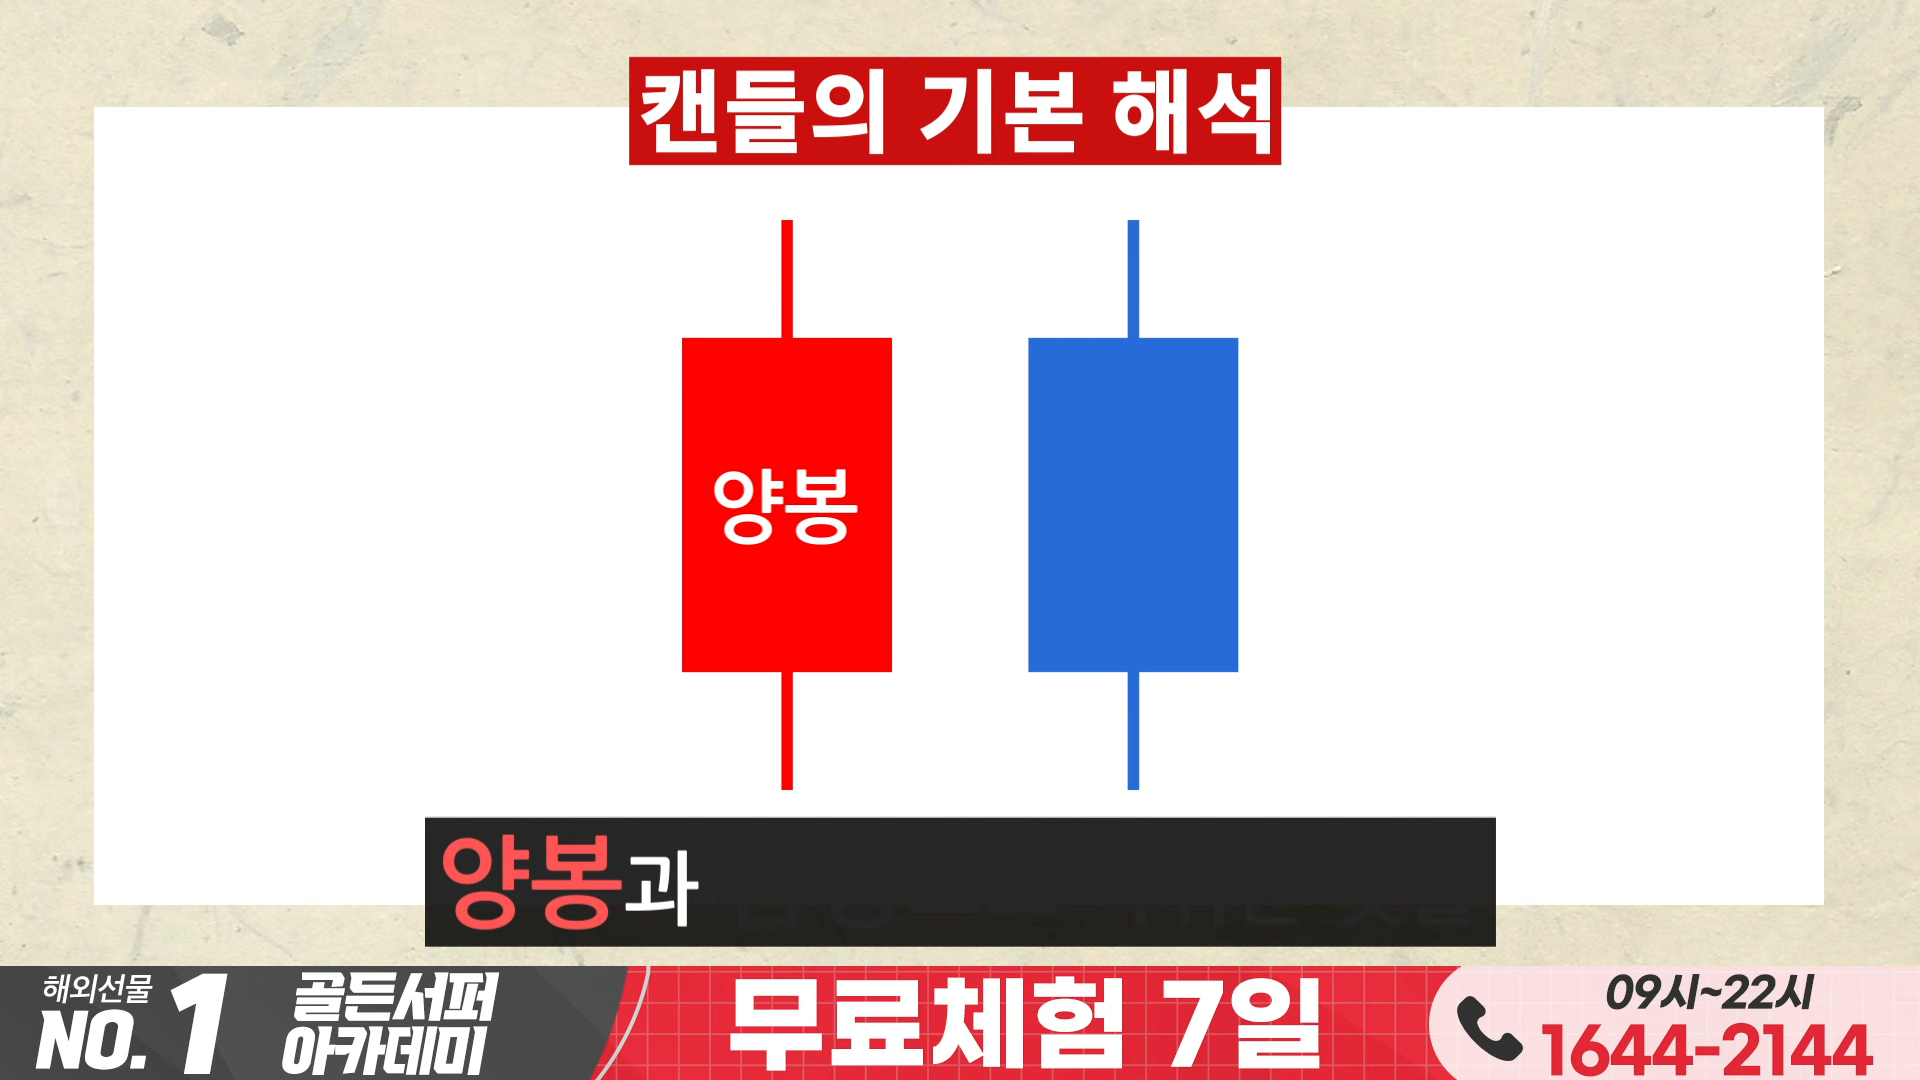 캔들의 기본 해석
양봉
양봉과
해외선물
NO. 1
골든서퍼
아카데미
무료체험 7일
09시~22시
1644-2144